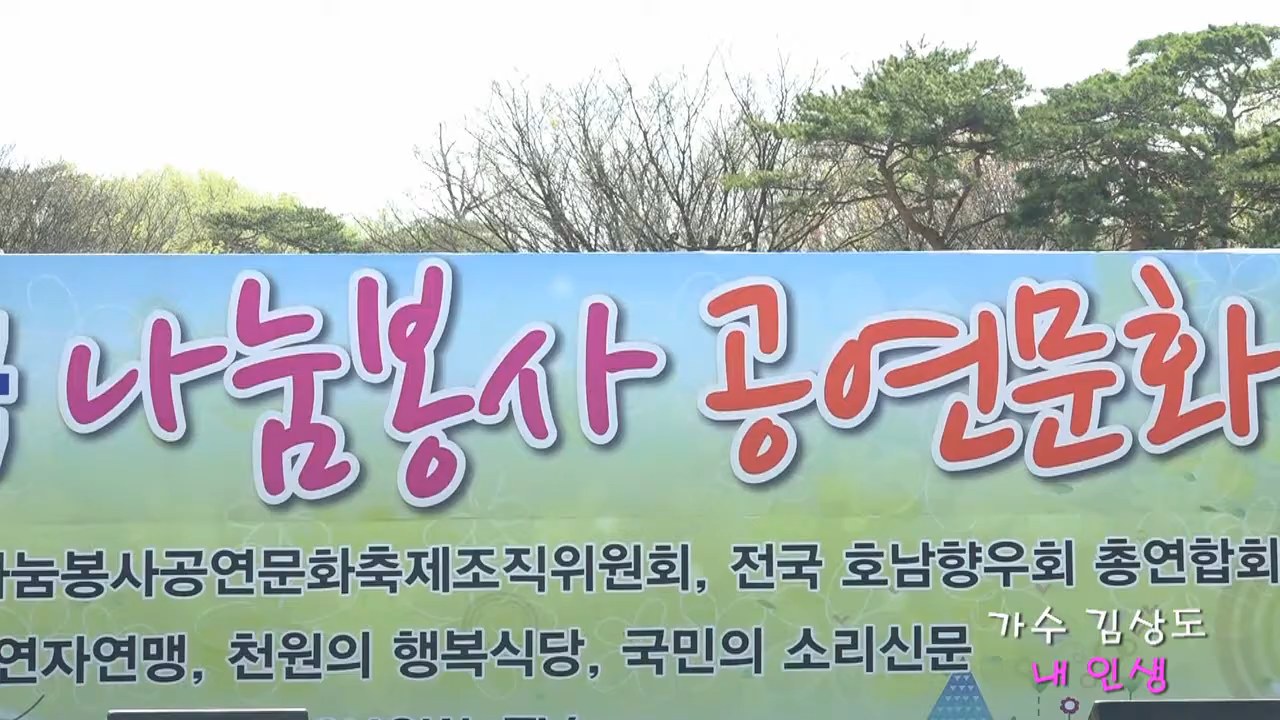 나눔봉사 공연문화
나눔봉사공연문화축제조직위원회, 전국 호남향우회 총연합회
연자연맹, 천원의 행복식당, 국민의 소리신문
가수 김상도
내 인생